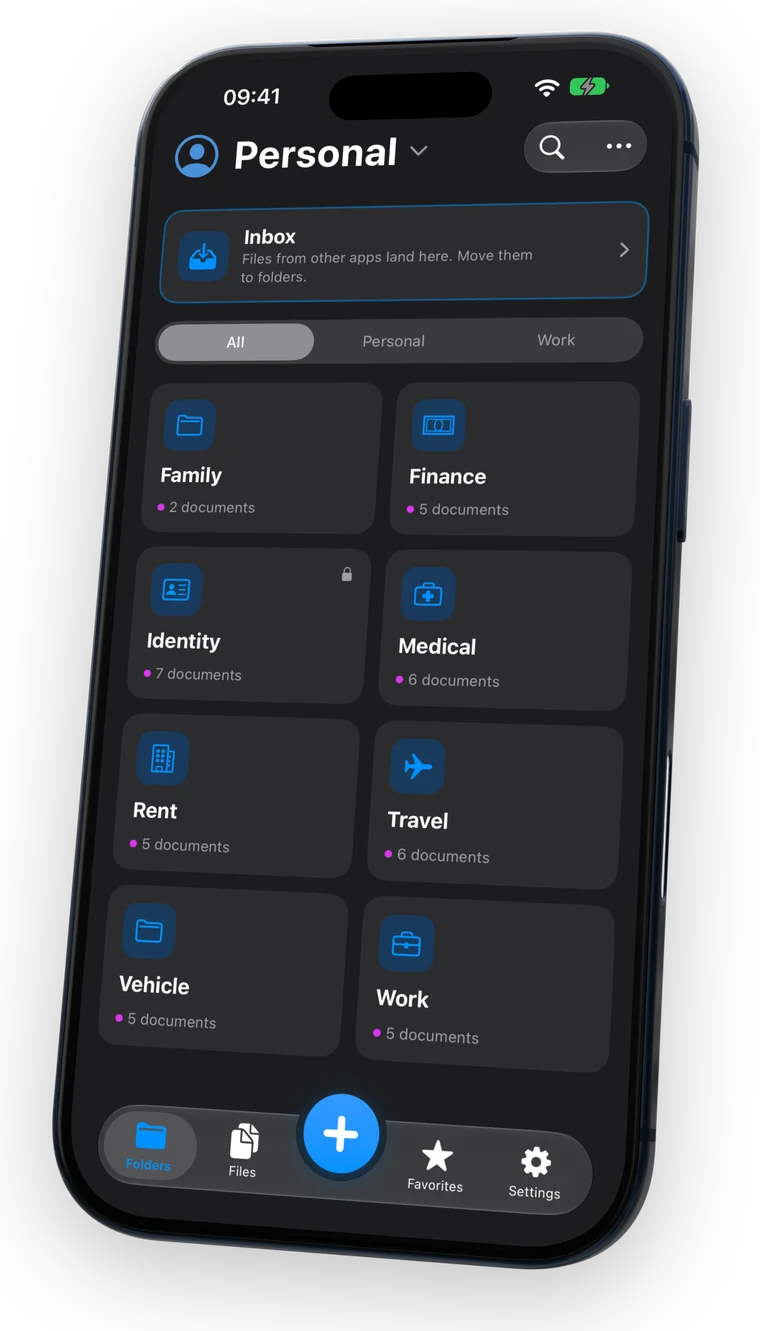 09:41
Personal
Inbox
Files from other apps land here. Move them
to folders.
All
Personal
Work
Family
2 documents
Finance
5 documents
Identity
7 documents
Medical
6 documents
Rent
5 documents
Travel
6 documents
Vehicle
5 documents
Work
5 documents
Folders
Files
Favorites
Settings